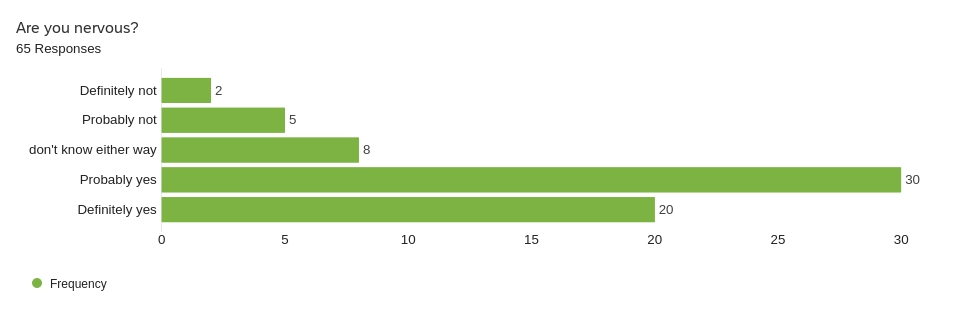 Are you nervous?
65 Responses
Definitely not 2
Probably not 5
don't know either way 8
Probably yes 30
Definitely yes 20
0 5 10 15 20 25 30
Frequency